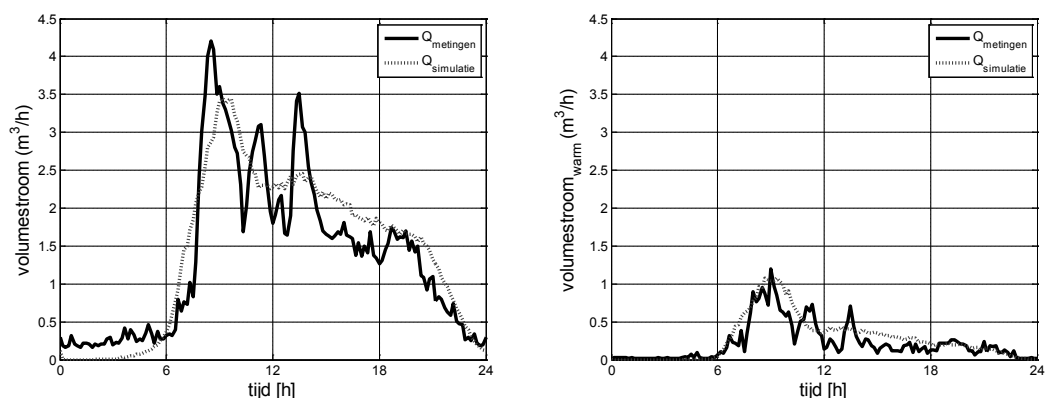 4.5
4
3.5
3
2.5
2
1.5
1
0.5
0
0 6 12 18 24
volumestroom (m³/h)
tijd [h]
Q_metingen
Q_simulatie
4.5
4
3.5
3
2.5
2
1.5
1
0.5
0
0 6 12 18 24
volumestroom_warm (m³/h)
tijd [h]
Q_metingen
Q_simulatie